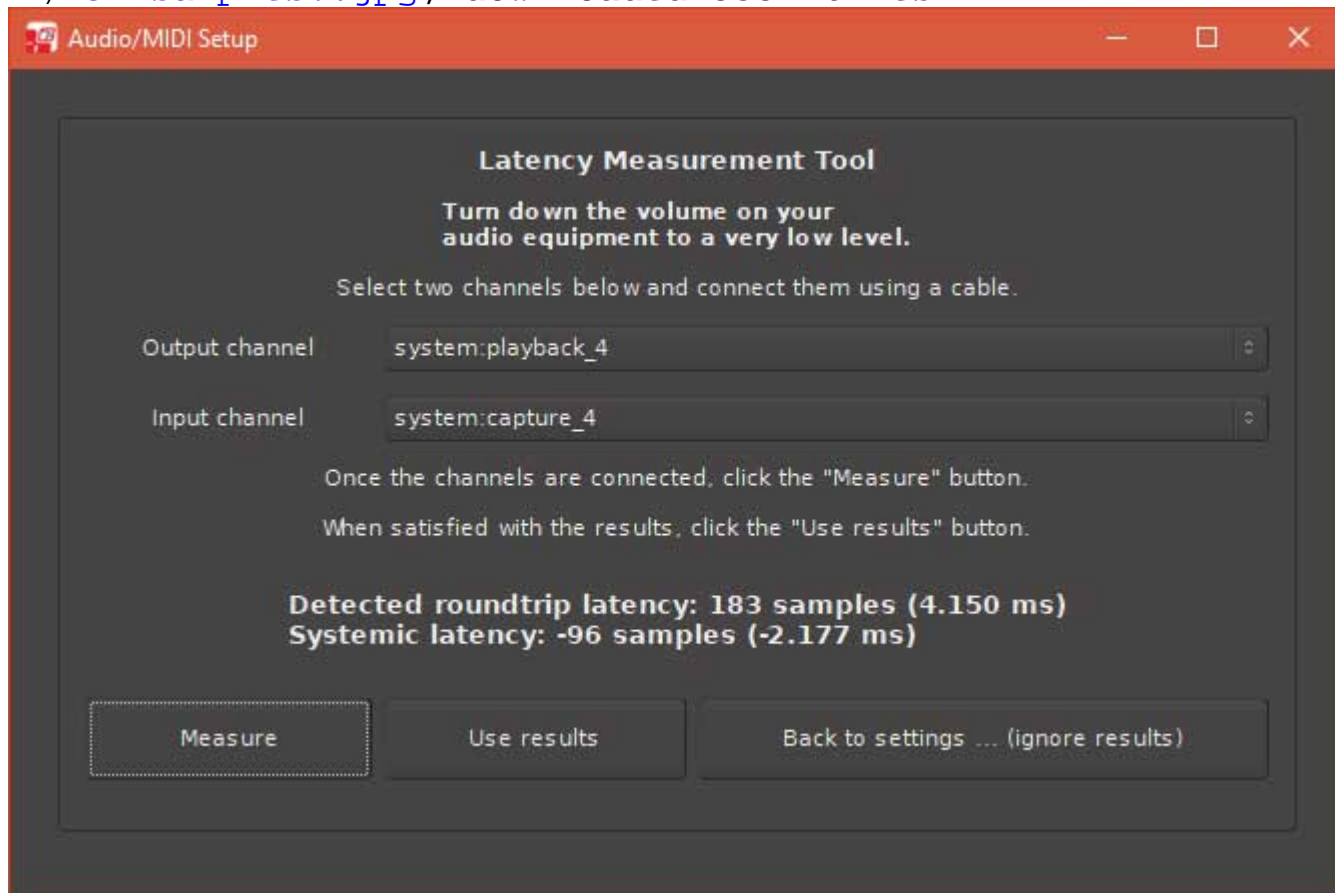 Audio/MIDI Setup
Latency Measurement Tool
Turn down the volume on your
audio equipment to a very low level.
Select two channels below and connect them using a cable.
Output channel system:playback_4
Input channel system:capture_4
Once the channels are connected, click the "Measure" button.
When satisfied with the results, click the "Use results" button.
Detected roundtrip latency: 183 samples (4.150 ms)
Systemic latency: -96 samples (-2.177 ms)
Measure Use results Back to settings ... (ignore results)